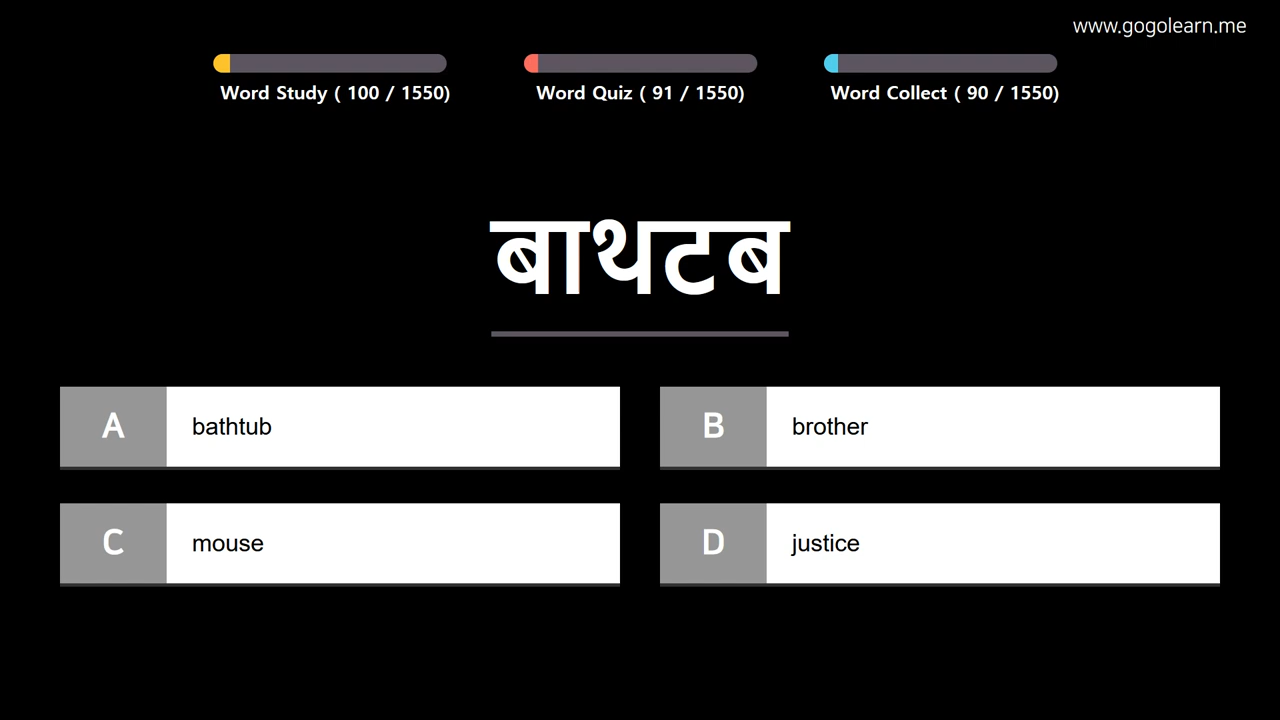 www.gogolearn.me
Word Study ( 100 / 1550)
Word Quiz ( 91 / 1550)
Word Collect ( 90 / 1550)
बाथटब
A bathtub
B brother
C mouse
D justice